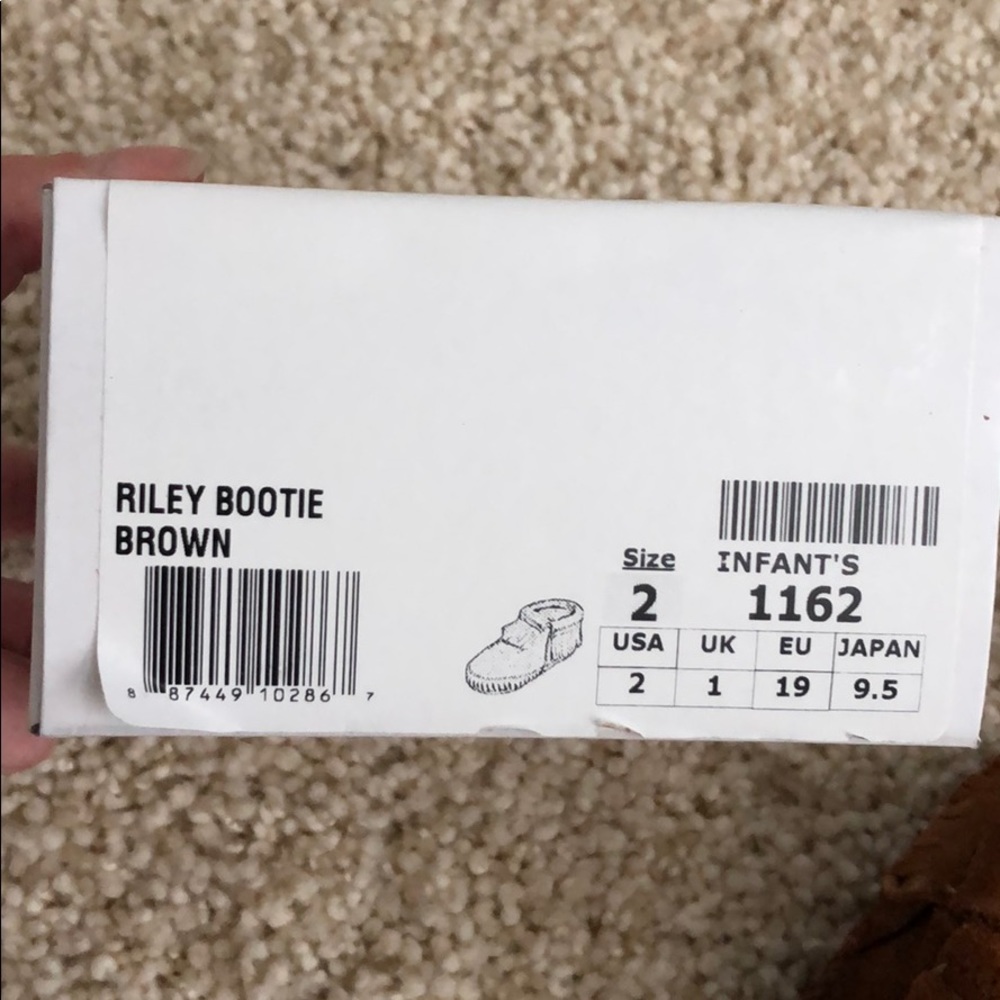 RILEY BOOTIE
BROWN
8 87449 10286 7
Size INFANT'S
2 1162
USA UK EU JAPAN
2 1 19 9.5